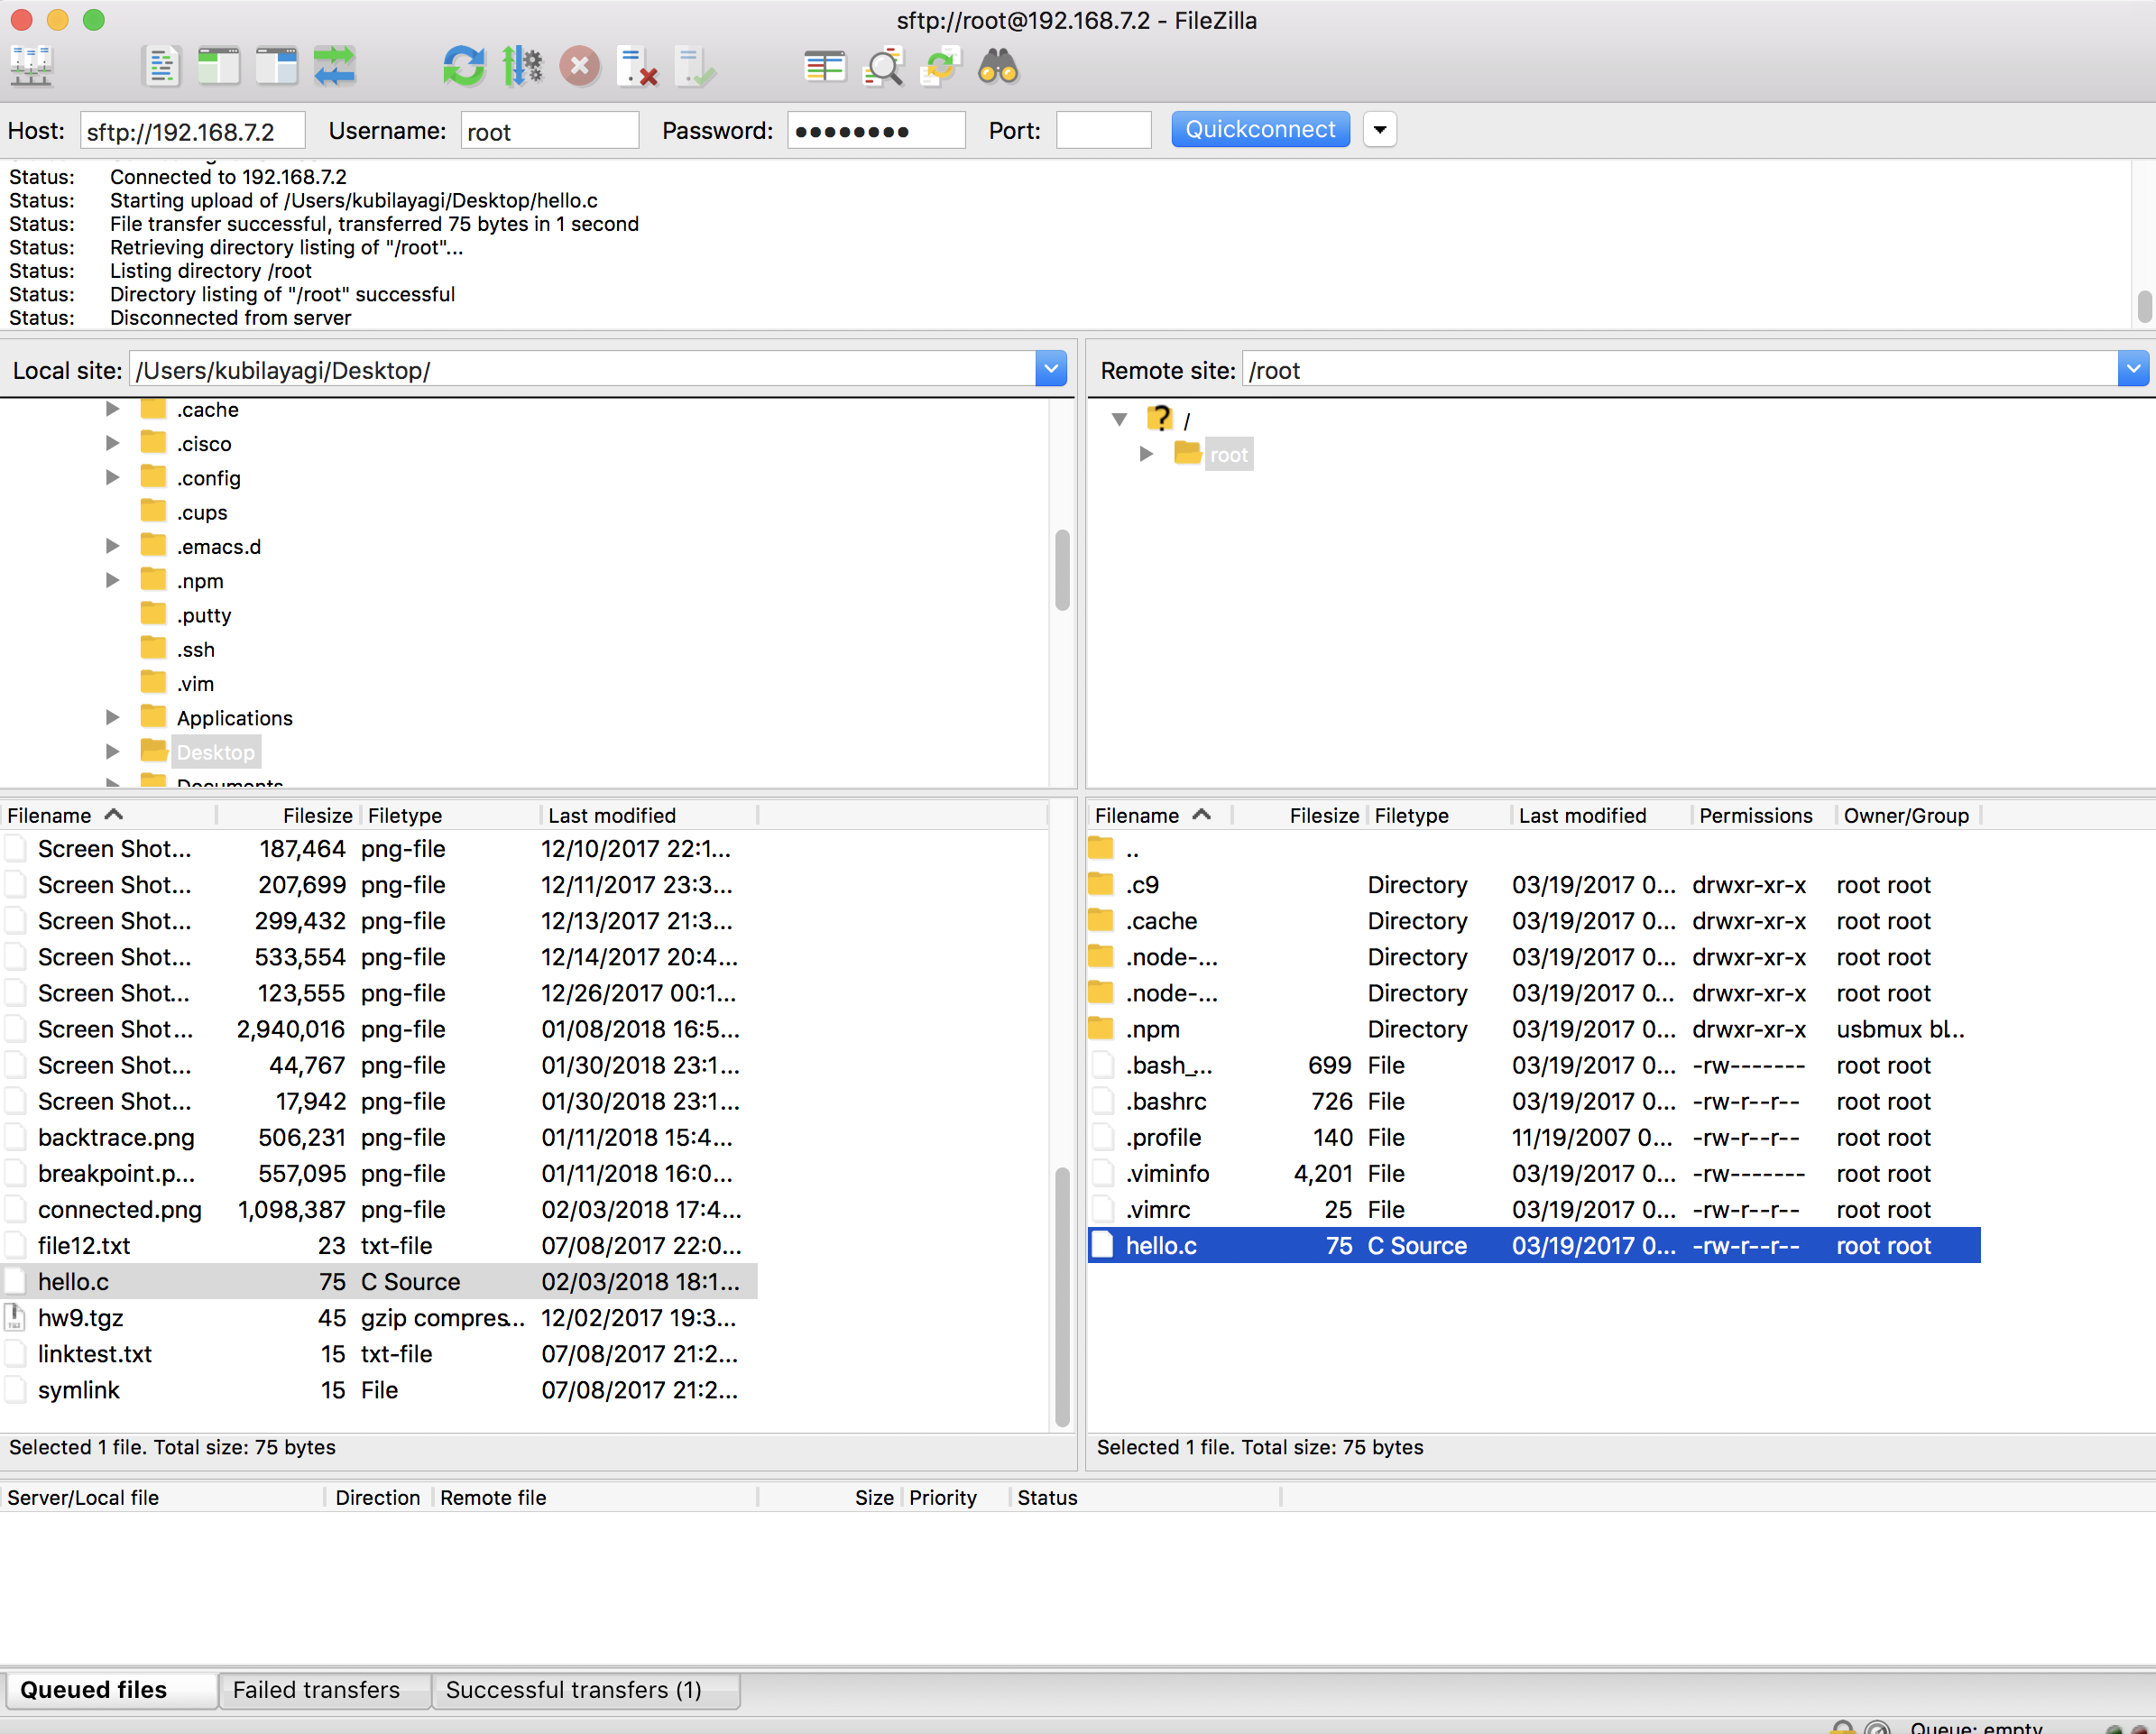 sftp://root@192.168.7.2 - FileZilla
Host: sftp://192.168.7.2 Username: root Password: ●●●●●●●● Port: Quickconnect
Status: Connected to 192.168.7.2
Status: Starting upload of /Users/kubilayagi/Desktop/hello.c
Status: File transfer successful, transferred 75 bytes in 1 second
Status: Retrieving directory listing of "/root"...
Status: Listing directory /root
Status: Directory listing of "/root" successful
Status: Disconnected from server
Local site: /Users/kubilayagi/Desktop/
.cache
.cisco
.config
.cups
.emacs.d
.npm
.putty
.ssh
.vim
Applications
Desktop
Documents
Filename Filesize Filetype Last modified
Screen Shot... 187,464 png-file 12/10/2017 22:1...
Screen Shot... 207,699 png-file 12/11/2017 23:3...
Screen Shot... 299,432 png-file 12/13/2017 21:3...
Screen Shot... 533,554 png-file 12/14/2017 20:4...
Screen Shot... 123,555 png-file 12/26/2017 00:1...
Screen Shot... 2,940,016 png-file 01/08/2018 16:5...
Screen Shot... 44,767 png-file 01/30/2018 23:1...
Screen Shot... 17,942 png-file 01/30/2018 23:1...
backtrace.png 506,231 png-file 01/11/2018 15:4...
breakpoint.p... 557,095 png-file 01/11/2018 16:0...
connected.png 1,098,387 png-file 02/03/2018 17:4...
file12.txt 23 txt-file 07/08/2017 22:0...
hello.c 75 C Source 02/03/2018 18:1...
hw9.tgz 45 gzip compres... 12/02/2017 19:3...
linktest.txt 15 txt-file 07/08/2017 21:2...
symlink 15 File 07/08/2017 21:2...
Selected 1 file. Total size: 75 bytes
Remote site: /root
/
root
Filename Filesize Filetype Last modified Permissions Owner/Group
..
.c9 Directory 03/19/2017 0... drwxr-xr-x root root
.cache Directory 03/19/2017 0... drwxr-xr-x root root
.node-... Directory 03/19/2017 0... drwxr-xr-x root root
.node-... Directory 03/19/2017 0... drwxr-xr-x root root
.npm Directory 03/19/2017 0... drwxr-xr-x usbmux bl...
.bash_... 699 File 03/19/2017 0... -rw------- root root
.bashrc 726 File 03/19/2017 0... -rw-r--r-- root root
.profile 140 File 11/19/2007 0... -rw-r--r-- root root
.viminfo 4,201 File 03/19/2017 0... -rw------- root root
.vimrc 25 File 03/19/2017 0... -rw-r--r-- root root
hello.c 75 C Source 03/19/2017 0... -rw-r--r-- root root
Selected 1 file. Total size: 75 bytes
Server/Local file Direction Remote file Size Priority Status
Queued files Failed transfers Successful transfers (1)
Queue: empty